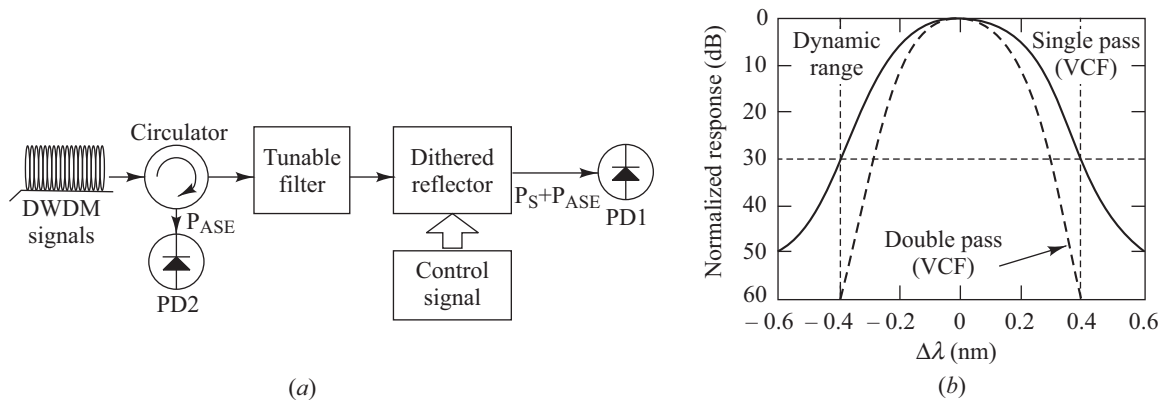 Circulator
Tunable
filter
Dithered
reflector
DWDM
signals
P_ASE
PD2
P_S+P_ASE
PD1
Control
signal
(a)
Normalized response (dB)
0
10
20
30
40
50
60
Dynamic
range
Single pass
(VCF)
Double pass
(VCF)
– 0.6 – 0.4 – 0.2 0 0.2 0.4 0.6
Δλ (nm)
(b)